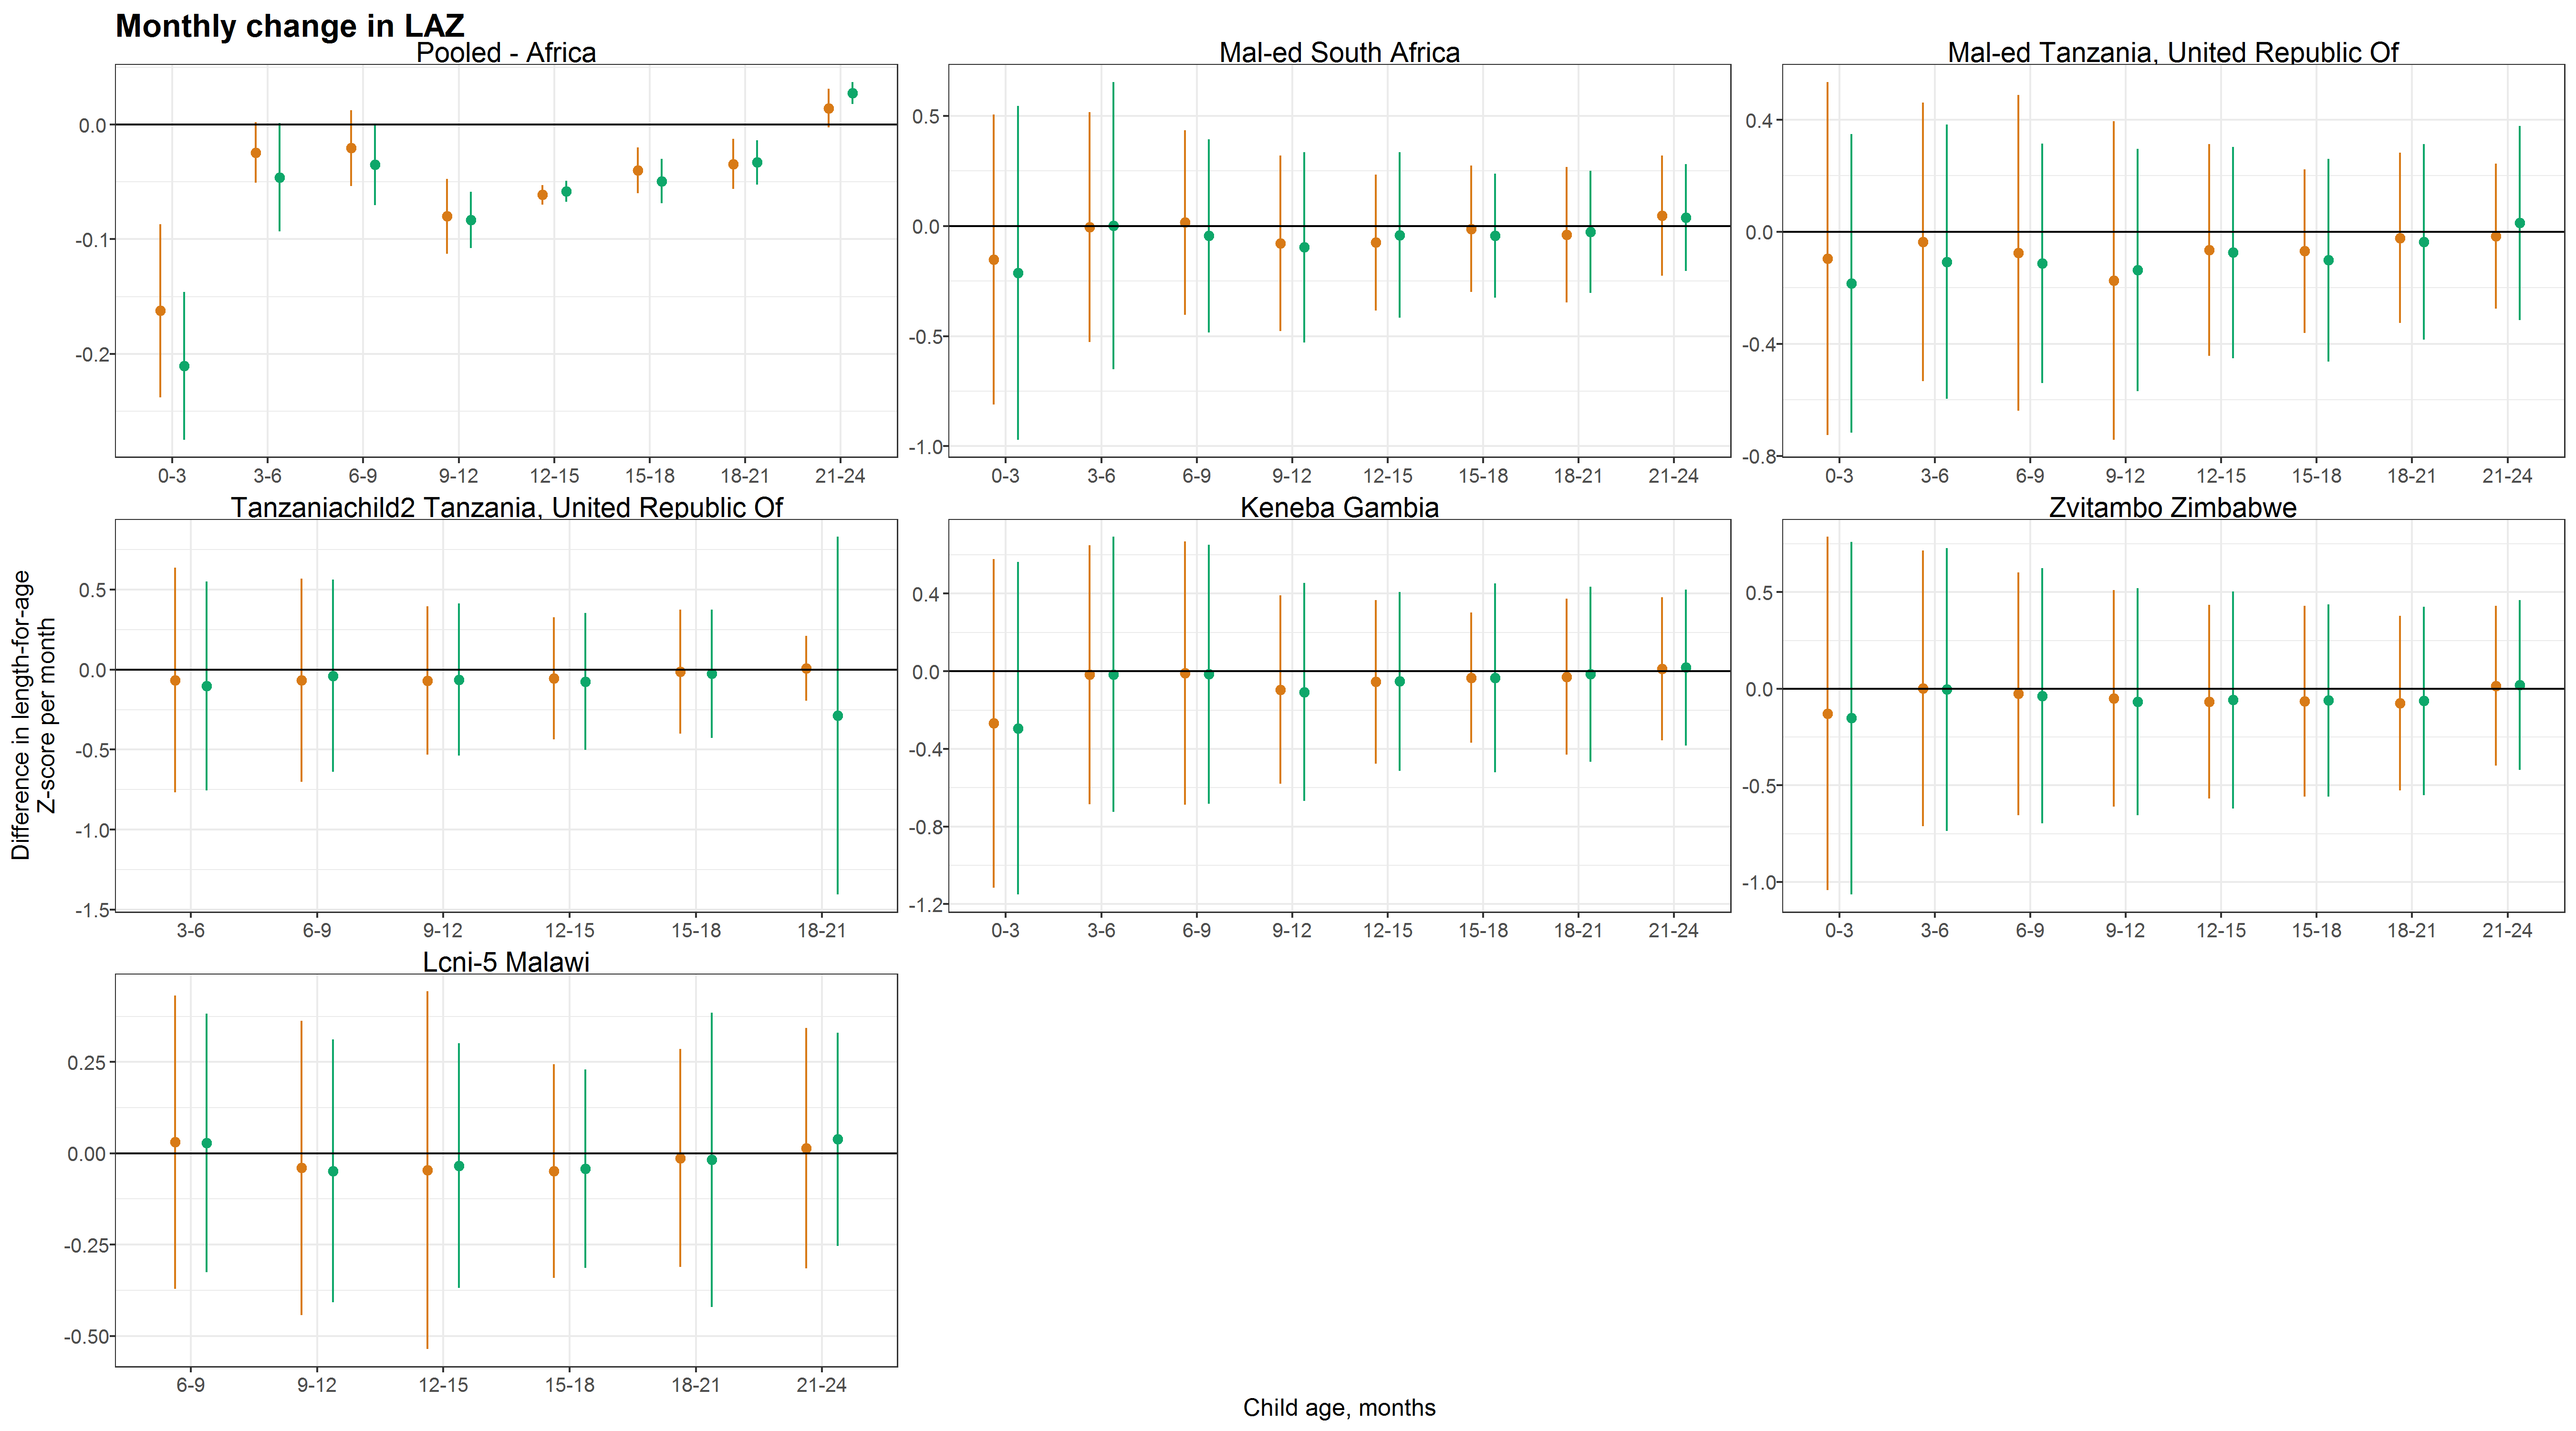 Monthly change in LAZ
Pooled - Africa
0.0
-0.1
-0.2
0-3 3-6 6-9 9-12 12-15 15-18 18-21 21-24
Mal-ed South Africa
0.5
0.0
-0.5
-1.0
0-3 3-6 6-9 9-12 12-15 15-18 18-21 21-24
Mal-ed Tanzania, United Republic Of
0.4
0.0
-0.4
-0.8
0-3 3-6 6-9 9-12 12-15 15-18 18-21 21-24
Difference in length-for-age
Z-score per month
Tanzaniachild2 Tanzania, United Republic Of
0.5
0.0
-0.5
-1.0
-1.5
3-6 6-9 9-12 12-15 15-18 18-21
Keneba Gambia
0.4
0.0
-0.4
-0.8
-1.2
0-3 3-6 6-9 9-12 12-15 15-18 18-21 21-24
Zvitambo Zimbabwe
0.5
0.0
-0.5
-1.0
0-3 3-6 6-9 9-12 12-15 15-18 18-21 21-24
Lcni-5 Malawi
0.25
0.00
-0.25
-0.50
6-9 9-12 12-15 15-18 18-21 21-24
Child age, months